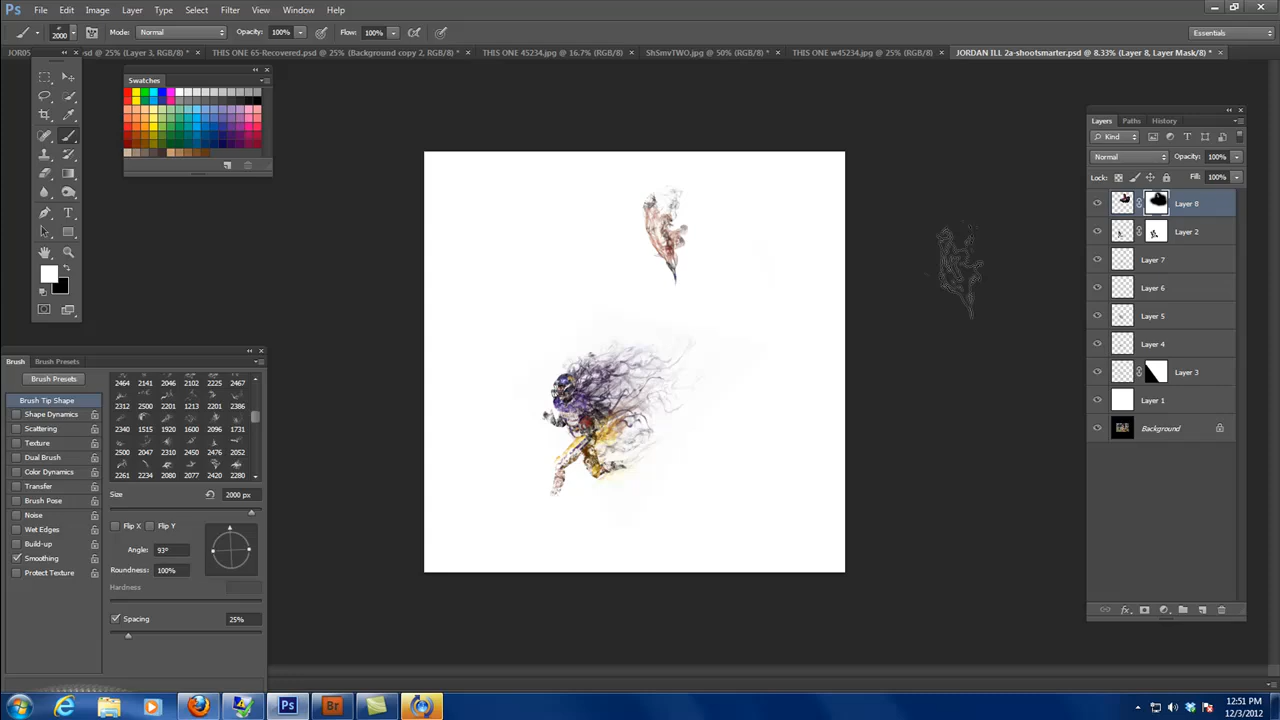 Ps File Edit Image Layer Type Select Filter View Window Help
2000 Mode: Normal Opacity: 100% Flow: 100% Essentials
JOR05 sd @ 25% (Layer 3, RGB/8) * × THIS ONE 65-Recovered.psd @ 25% (Background copy 2, RGB/8) * × THIS ONE 45234.jpg @ 16.7% (RGB/8) × ShSmvTWO.jpg @ 50% (RGB/8) * × THIS ONE w45234.jpg @ 25% (RGB/8) × JORDAN ILL 2a-shootsmarter.psd @ 8.33% (Layer 8, Layer Mask/8) * ×
Swatches
Layers Paths History
Kind
Normal Opacity: 100%
Lock: Fill: 100%
Layer 8
Layer 2
Layer 7
Layer 6
Layer 5
Layer 4
Layer 3
Layer 1
Background
Brush Brush Presets
Brush Presets
Brush Tip Shape
Shape Dynamics
Scattering
Texture
Dual Brush
Color Dynamics
Transfer
Brush Pose
Noise
Wet Edges
Build-up
Smoothing
Protect Texture
2464 2141 2046 2102 2225 2467
2312 2500 2201 1213 2201 2386
2340 1515 1920 1600 2096 1731
2500 2047 2310 2450 2476 2052
2261 2234 2080 2077 2420 2280
Size 2000 px
Flip X Flip Y
Angle: 93°
Roundness: 100%
Hardness
Spacing 25%
Ps Br
12:51 PM
12/3/2012